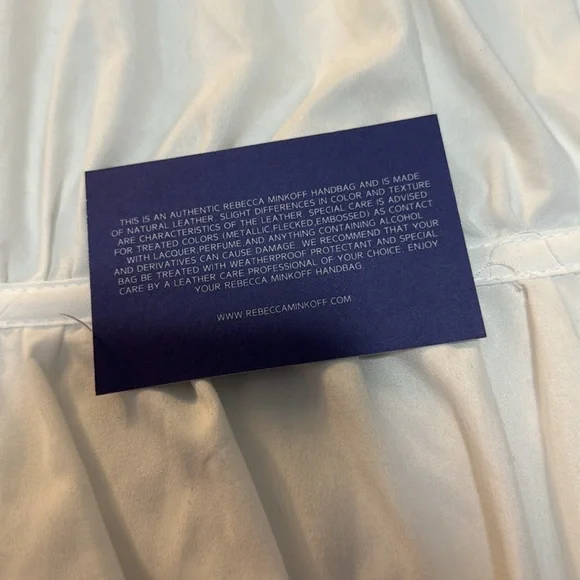 THIS IS AN AUTHENTIC REBECCA MINKOFF HANDBAG AND IS MADE
OF NATURAL LEATHER. SLIGHT DIFFERENCES IN COLOR AND TEXTURE
ARE CHARACTERISTICS OF THE LEATHER. SPECIAL CARE IS ADVISED
FOR TREATED COLORS (METALLIC,FLECKED,EMBOSSED) AS CONTACT
WITH LACQUER,PERFUME AND ANYTHING CONTAINING ALCOHOL
AND DERIVATIVES CAN CAUSE DAMAGE. WE RECOMMEND THAT YOUR
BAG BE TREATED WITH WEATHERPROOF PROTECTANT AND SPECIAL
CARE BY A LEATHER CARE PROFESSIONAL OF YOUR CHOICE. ENJOY
YOUR REBECCA MINKOFF HANDBAG.
WWW.REBECCAMINKOFF.COM